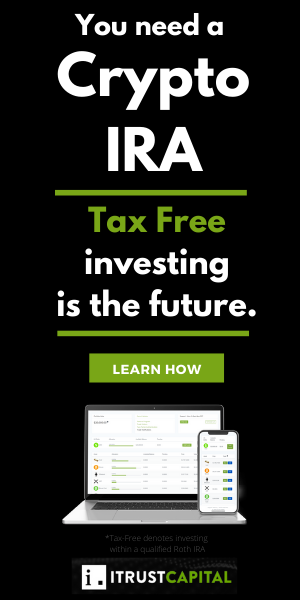 You need a
Crypto
IRA
Tax Free
investing
is the future.
LEARN HOW
*Tax-Free denotes investing
within a qualified Roth IRA
i. ITRUSTCAPITAL